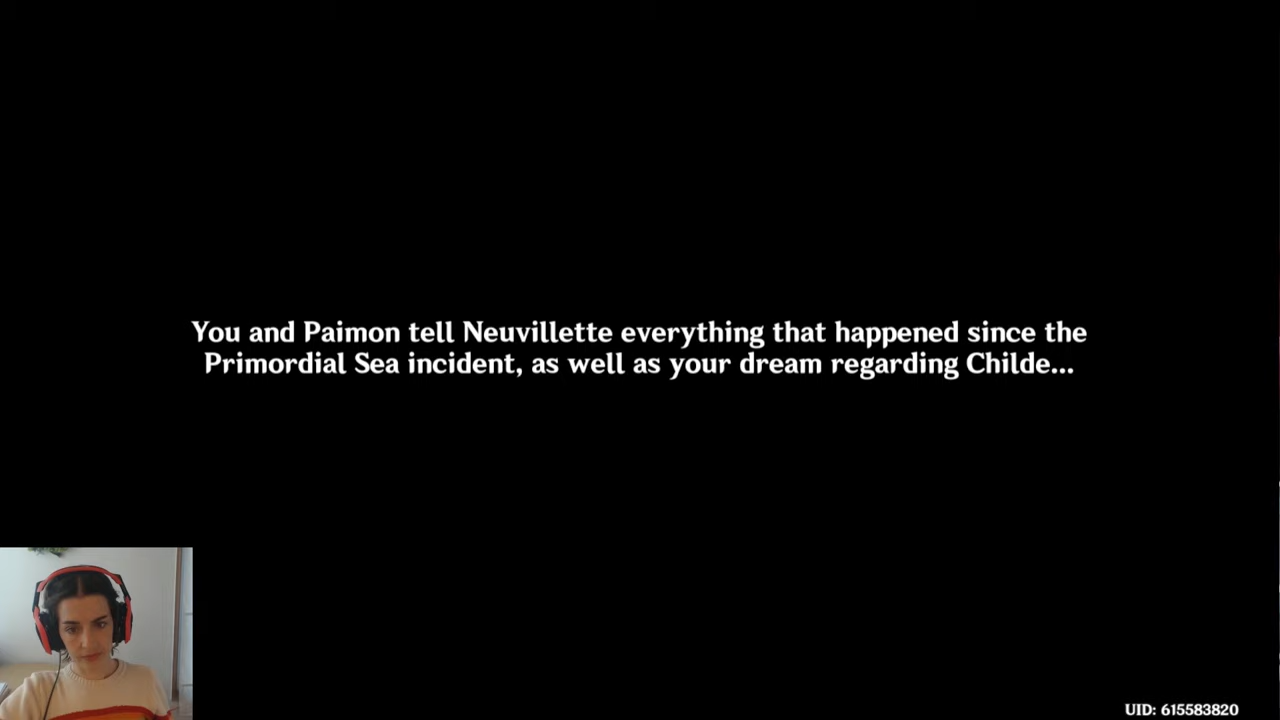 You and Paimon tell Neuvillette everything that happened since the
Primordial Sea incident, as well as your dream regarding Childe...
UID: 615583820